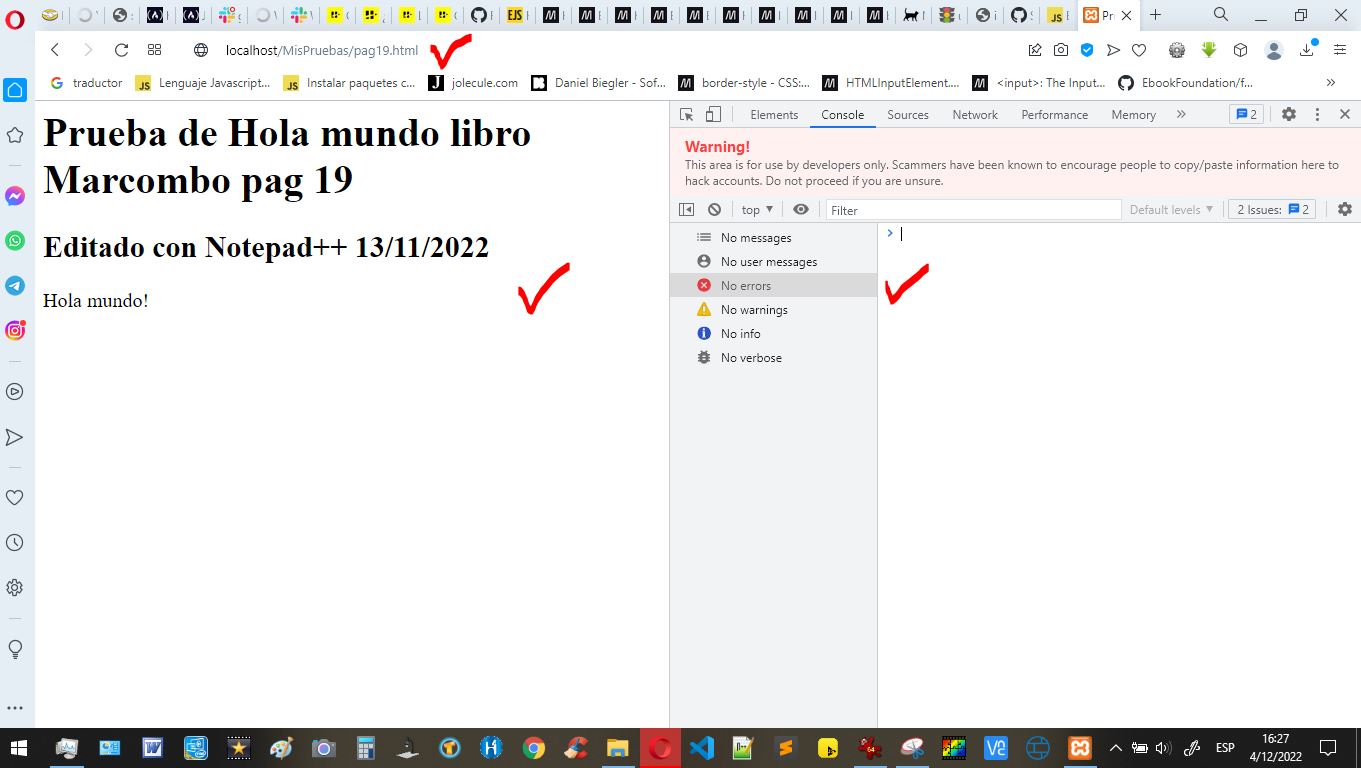 localhost/MisPruebas/pag19.html
traductor
Lenguaje Javascript...
Instalar paquetes c...
jolecule.com
Daniel Biegler - Sof...
border-style - CSS:...
HTMLInputElement....
<input>: The Input...
EbookFoundation/f...
»
Prueba de Hola mundo libro
Marcombo pag 19
Editado con Notepad++ 13/11/2022
Hola mundo!
Elements Console Sources Network Performance Memory » 2
Warning!
This area is for use by developers only. Scammers have been known to encourage people to copy/paste information here to
hack accounts. Do not proceed if you are unsure.
top ▼ Filter Default levels ▼ 2 Issues: 2
No messages
No user messages
No errors
No warnings
No info
No verbose
ESP
16:27
4/12/2022